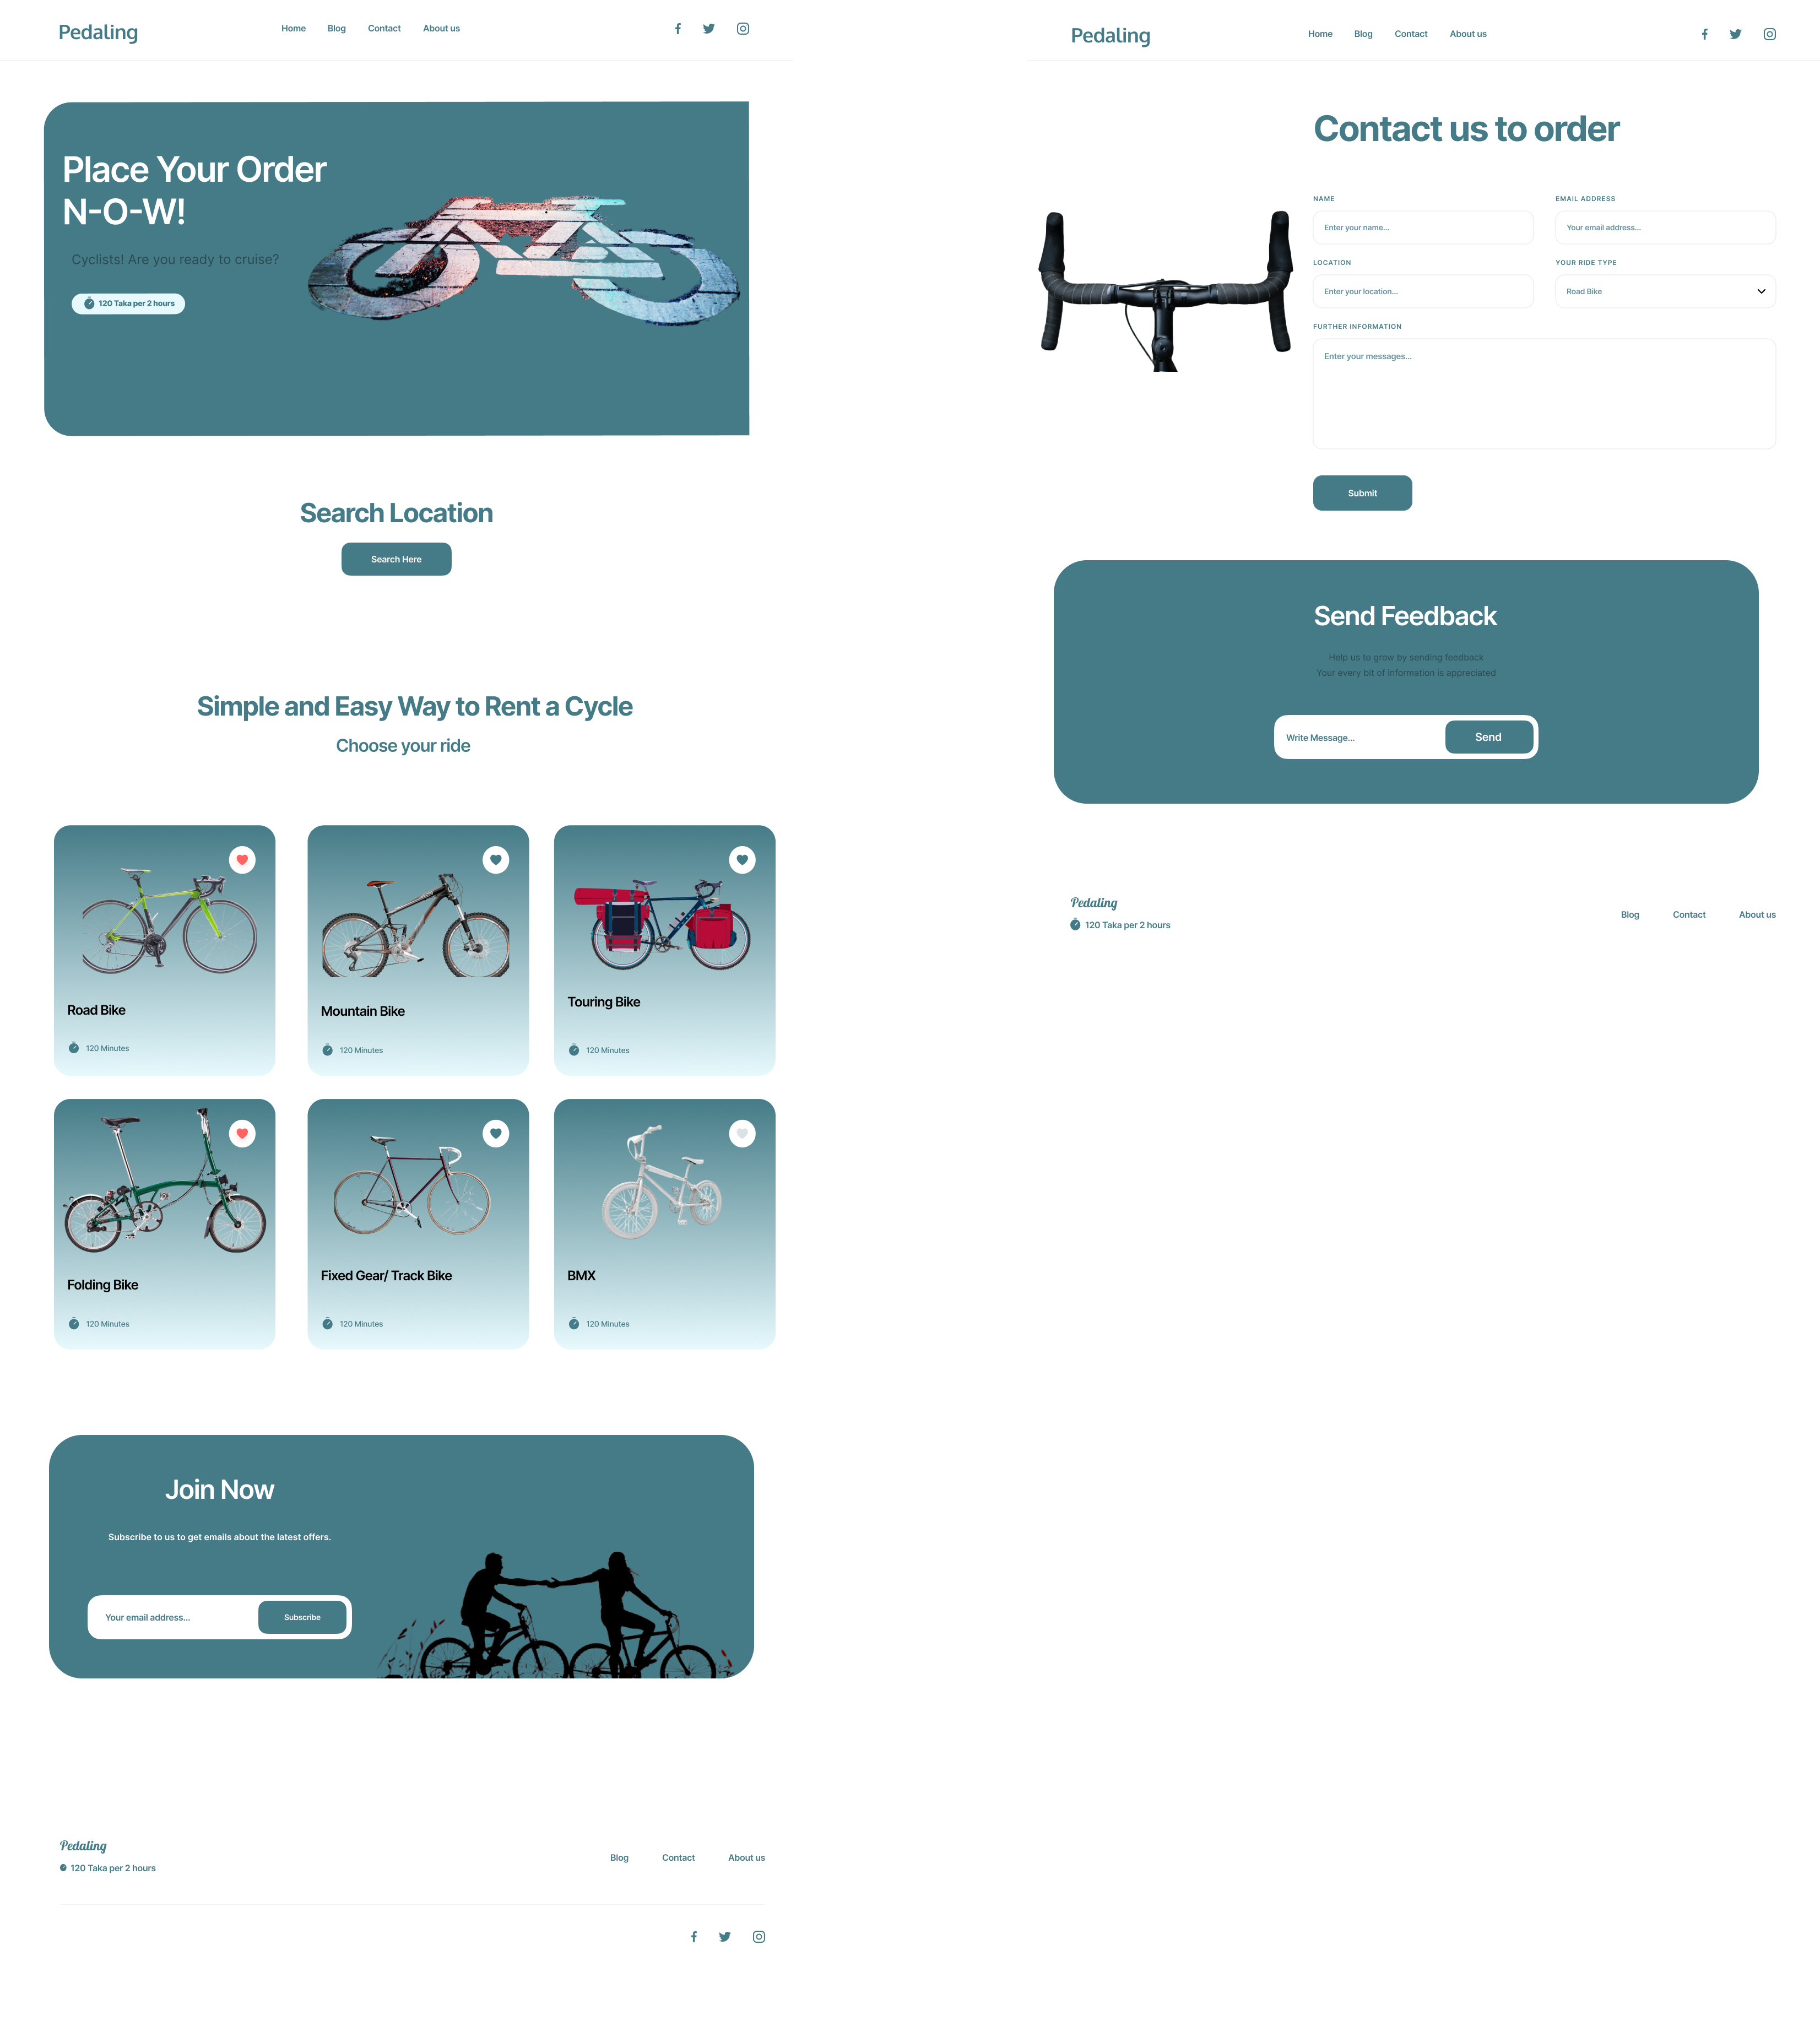 Pedaling
Home Blog Contact About us
Place Your Order
N-O-W!
Cyclists! Are you ready to cruise?
120 Taka per 2 hours
Search Location
Search Here
Simple and Easy Way to Rent a Cycle
Choose your ride
Road Bike
120 Minutes
Mountain Bike
120 Minutes
Touring Bike
120 Minutes
Folding Bike
120 Minutes
Fixed Gear/ Track Bike
120 Minutes
BMX
120 Minutes
Join Now
Subscribe to us to get emails about the latest offers.
Your email address...
Subscribe
Pedaling
120 Taka per 2 hours
Blog Contact About us
Pedaling
Home Blog Contact About us
Contact us to order
NAME
Enter your name...
EMAIL ADDRESS
Your email address...
LOCATION
Enter your location...
YOUR RIDE TYPE
Road Bike
FURTHER INFORMATION
Enter your messages...
Submit
Send Feedback
Help us to grow by sending feedback
Your every bit of information is appreciated
Write Message...
Send
Pedaling
120 Taka per 2 hours
Blog Contact About us